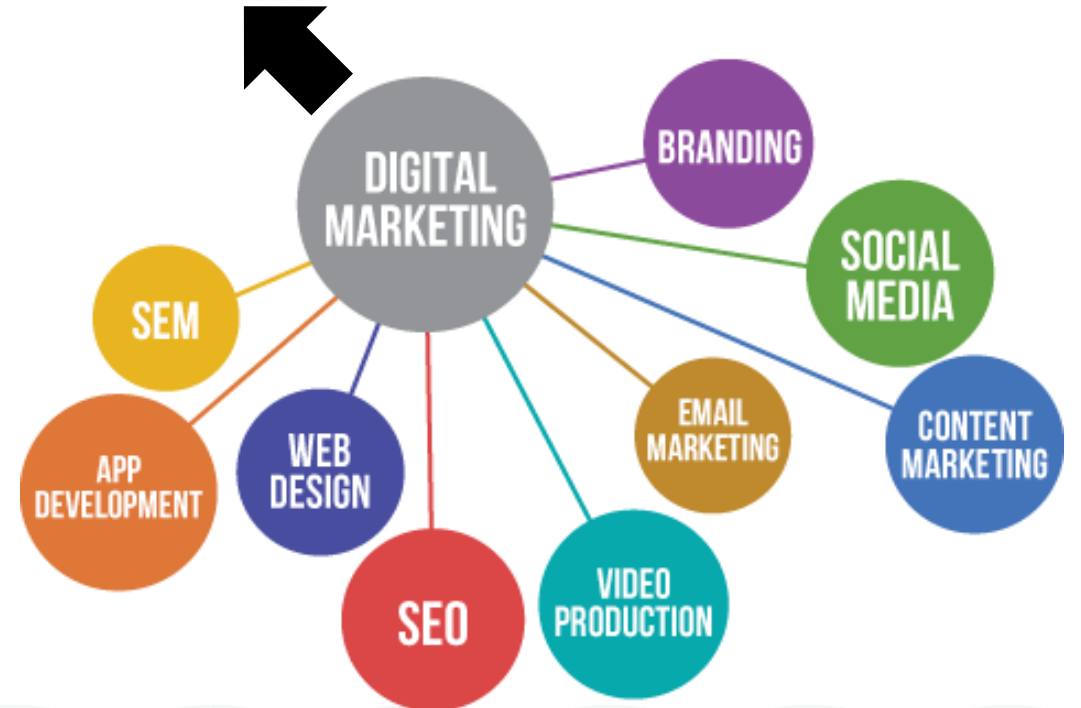 DIGITAL
MARKETING
BRANDING
SOCIAL
MEDIA
SEM
EMAIL
MARKETING
CONTENT
MARKETING
APP
DEVELOPMENT
WEB
DESIGN
SEO
VIDEO
PRODUCTION